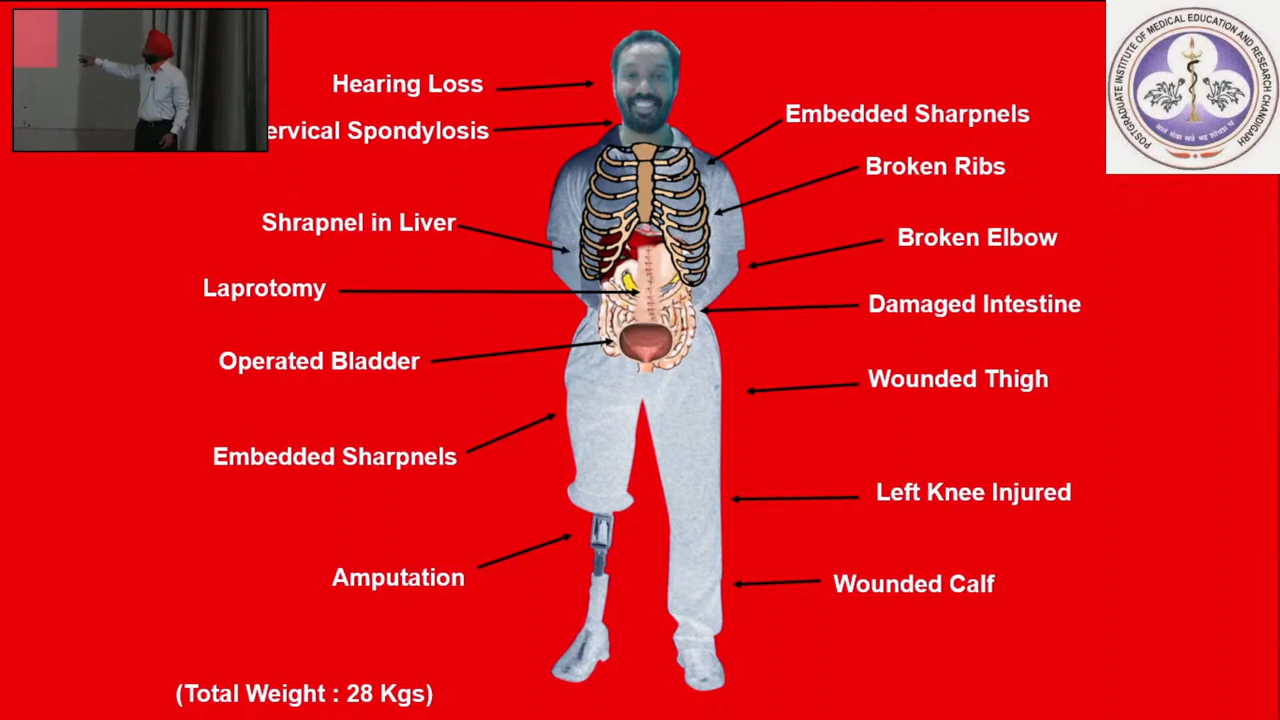 Hearing Loss
ervical Spondylosis
Shrapnel in Liver
Laprotomy
Operated Bladder
Embedded Sharpnels
Amputation
(Total Weight : 28 Kgs)
Embedded Sharpnels
Broken Ribs
Broken Elbow
Damaged Intestine
Wounded Thigh
Left Knee Injured
Wounded Calf
POSTGRADUATE INSTITUTE OF MEDICAL EDUCATION AND RESEARCH CHANDIGARH